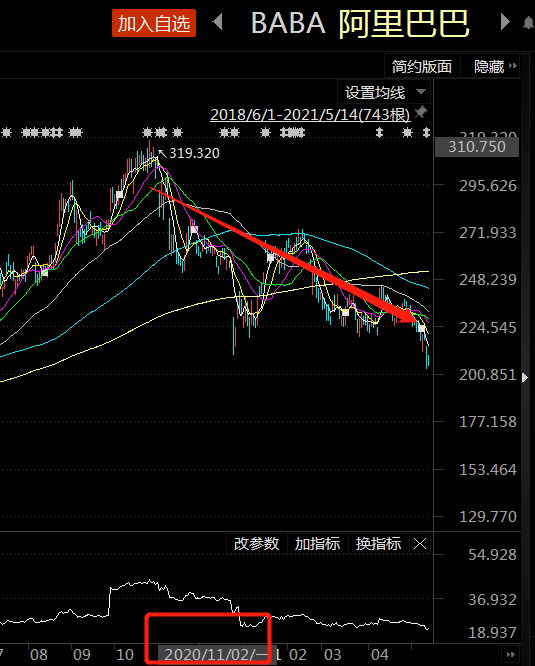 加入自选 BABA 阿里巴巴
简约版面 隐藏
设置均线
2018/6/1-2021/5/14(743根)
310.750
319.320
295.626
271.933
248.239
224.545
200.851
177.158
153.464
129.770
改参数 加指标 换指标
54.928
36.932
18.937
08 09 10 2020/11/02/一 02 03 04